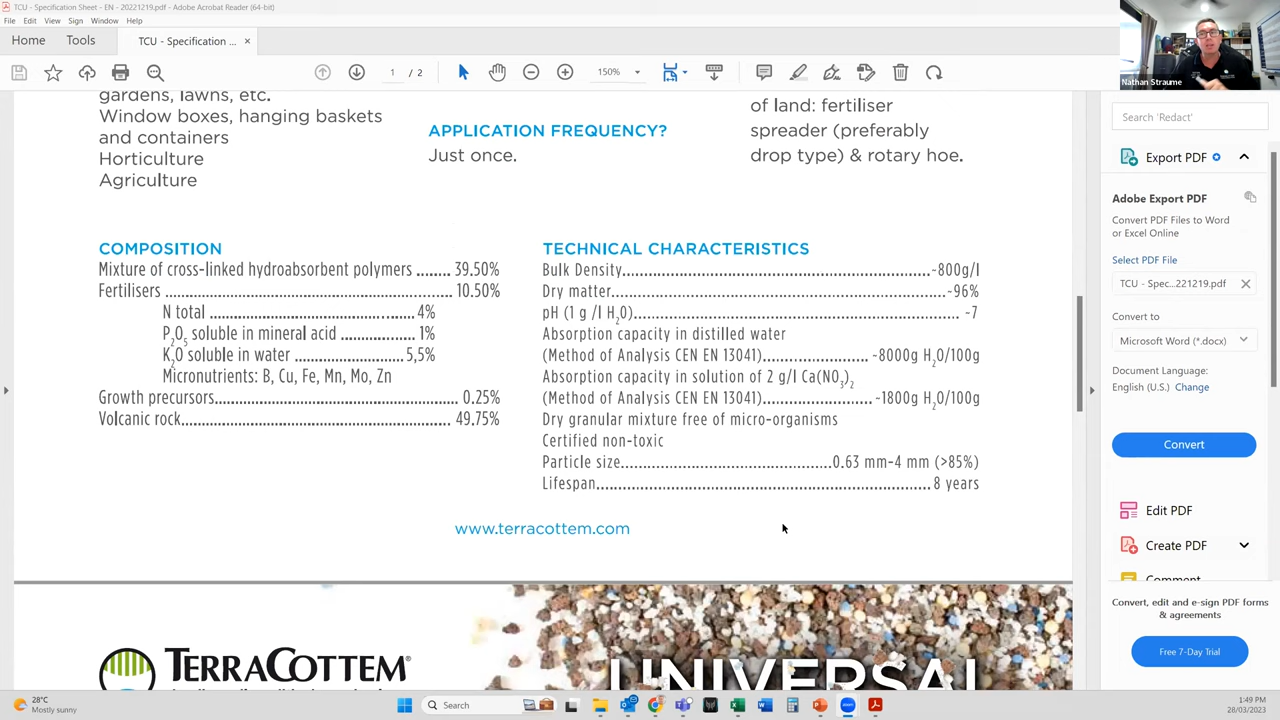 TCU - Specification Sheet - EN - 20221219.pdf - Adobe Acrobat Reader (64-bit)
File Edit View Sign Window Help
Home Tools TCU - Specification ... ×
1 / 2 150%
gardens, lawns, etc.
Window boxes, hanging baskets
and containers
Horticulture
Agriculture
APPLICATION FREQUENCY?
Just once.
of land: fertiliser
spreader (preferably
drop type) & rotary hoe.
COMPOSITION
Mixture of cross-linked hydroabsorbent polymers ....... 39.50%
Fertilisers ........ 10.50%
N total ........ 4%
P2O5 soluble in mineral acid ........ 1%
K2O soluble in water ........ 5,5%
Micronutrients: B, Cu, Fe, Mn, Mo, Zn
Growth precursors........ 0.25%
Volcanic rock........ 49.75%
TECHNICAL CHARACTERISTICS
Bulk Density........~800g/l
Dry matter........~96%
pH (1 g /l H2O)........ ~7
Absorption capacity in distilled water
(Method of Analysis CEN EN 13041)........ ~8000g H2O/100g
Absorption capacity in solution of 2 g/l Ca(NO3)2
(Method of Analysis CEN EN 13041)........ ~1800g H2O/100g
Dry granular mixture free of micro-organisms
Certified non-toxic
Particle size........0.63 mm-4 mm (>85%)
Lifespan........ 8 years
www.terracottem.com
TERRACOTTEM®
UNIVERSAL
Nathan Straume
Search 'Redact'
Export PDF
Adobe Export PDF
Convert PDF Files to Word
or Excel Online
Select PDF File
TCU - Spec...221219.pdf ×
Convert to
Microsoft Word (*.docx)
Document Language:
English (U.S.) Change
Convert
Edit PDF
Create PDF
Comment
Convert, edit and e-sign PDF forms
& agreements
Free 7-Day Trial
28°C
Mostly sunny
Search
1:49 PM
28/03/2023